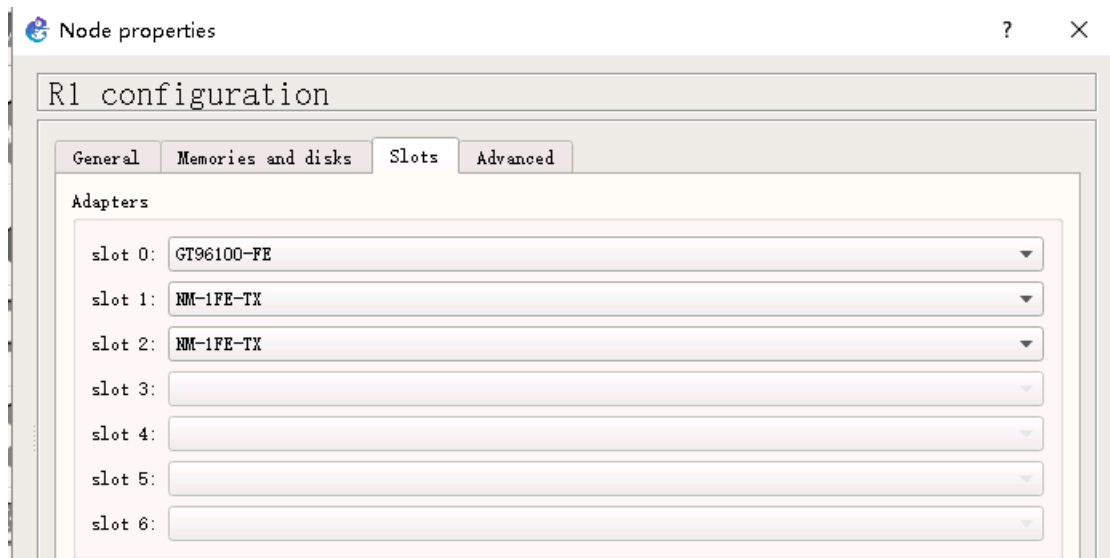 Node properties ? ×
R1 configuration
General Memories and disks Slots Advanced
Adapters
slot 0: GT96100-FE
slot 1: NM-1FE-TX
slot 2: NM-1FE-TX
slot 3:
slot 4:
slot 5:
slot 6: